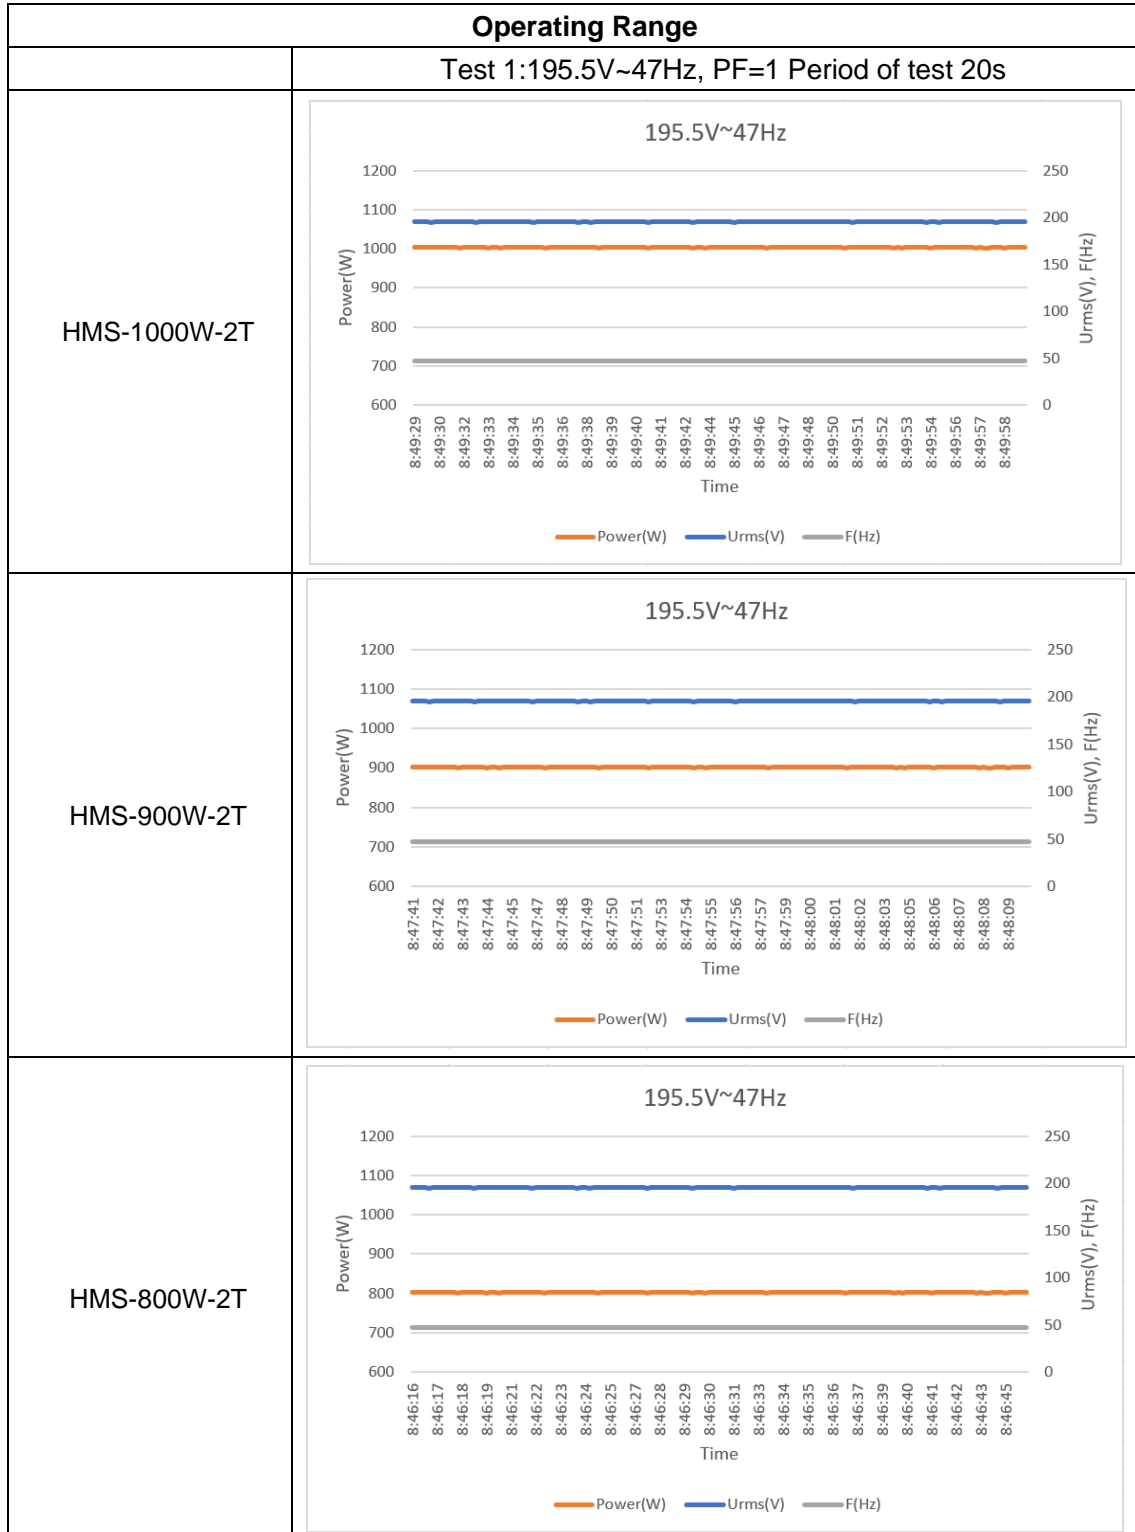 Operating Range
Test 1:195.5V~47Hz, PF=1 Period of test 20s
HMS-1000W-2T
195.5V~47Hz
1200
1100
1000
900
800
700
600
Power(W)
250
200
150
100
50
0
Urms(V), F(Hz)
8:49:29 8:49:30 8:49:32 8:49:33 8:49:34 8:49:35 8:49:36 8:49:38 8:49:39 8:49:40 8:49:41 8:49:42 8:49:44 8:49:45 8:49:46 8:49:47 8:49:48 8:49:50 8:49:51 8:49:52 8:49:53 8:49:54 8:49:56 8:49:57 8:49:58
Time
Power(W) Urms(V) F(Hz)
HMS-900W-2T
195.5V~47Hz
1200
1100
1000
900
800
700
600
Power(W)
250
200
150
100
50
0
Urms(V), F(Hz)
8:47:41 8:47:42 8:47:43 8:47:44 8:47:45 8:47:47 8:47:48 8:47:49 8:47:50 8:47:51 8:47:53 8:47:54 8:47:55 8:47:56 8:47:57 8:47:59 8:48:00 8:48:01 8:48:02 8:48:03 8:48:05 8:48:06 8:48:07 8:48:08 8:48:09
Time
Power(W) Urms(V) F(Hz)
HMS-800W-2T
195.5V~47Hz
1200
1100
1000
900
800
700
600
Power(W)
250
200
150
100
50
0
Urms(V), F(Hz)
8:46:16 8:46:17 8:46:18 8:46:19 8:46:21 8:46:22 8:46:23 8:46:24 8:46:25 8:46:27 8:46:28 8:46:29 8:46:30 8:46:31 8:46:33 8:46:34 8:46:35 8:46:36 8:46:37 8:46:39 8:46:40 8:46:41 8:46:42 8:46:43 8:46:45
Time
Power(W) Urms(V) F(Hz)